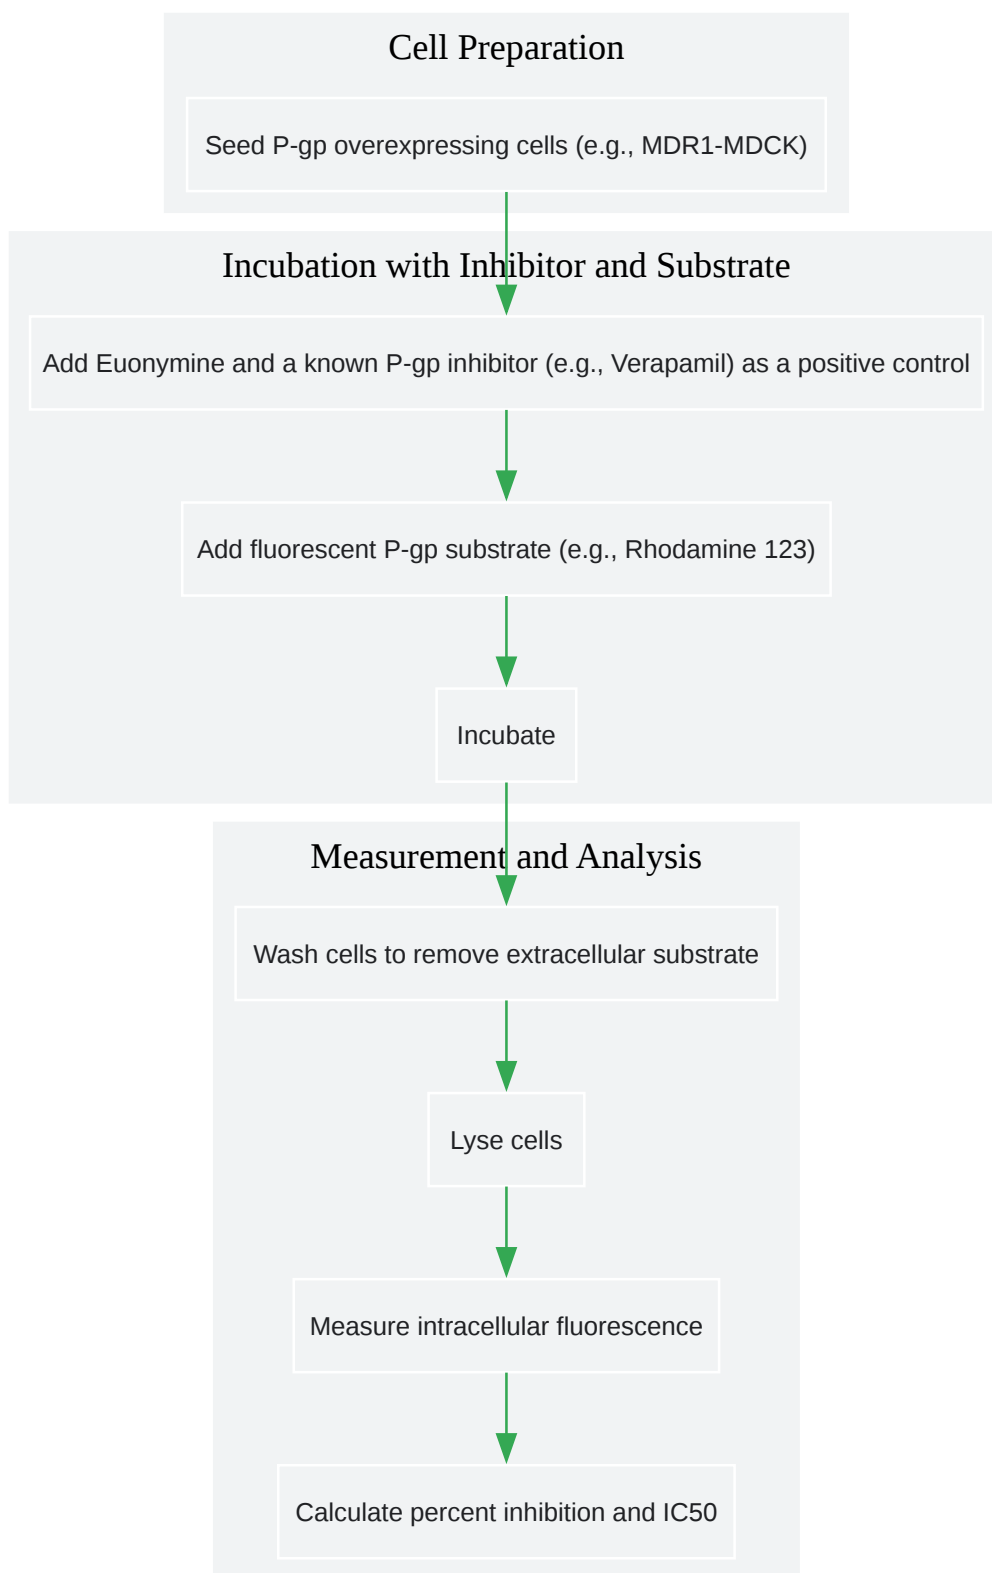 Cell Preparation
Seed P-gp overexpressing cells (e.g., MDR1-MDCK)
Incubation with Inhibitor and Substrate
Add Euonymine and a known P-gp inhibitor (e.g., Verapamil) as a positive control
Add fluorescent P-gp substrate (e.g., Rhodamine 123)
Incubate
Measurement and Analysis
Wash cells to remove extracellular substrate
Lyse cells
Measure intracellular fluorescence
Calculate percent inhibition and IC50